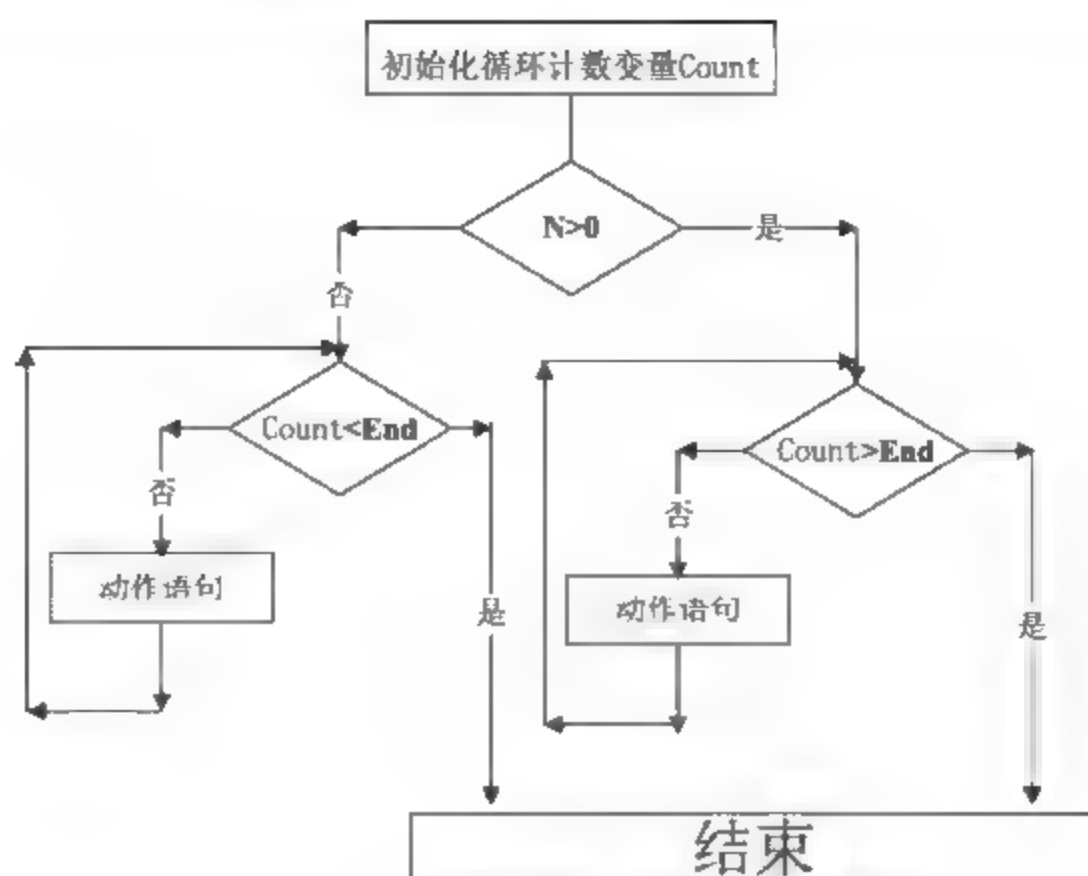 初始化循环计数变量Count
N>0
是
否
Count<End
Count>End
否
否
动作语句
动作语句
是
是
结束